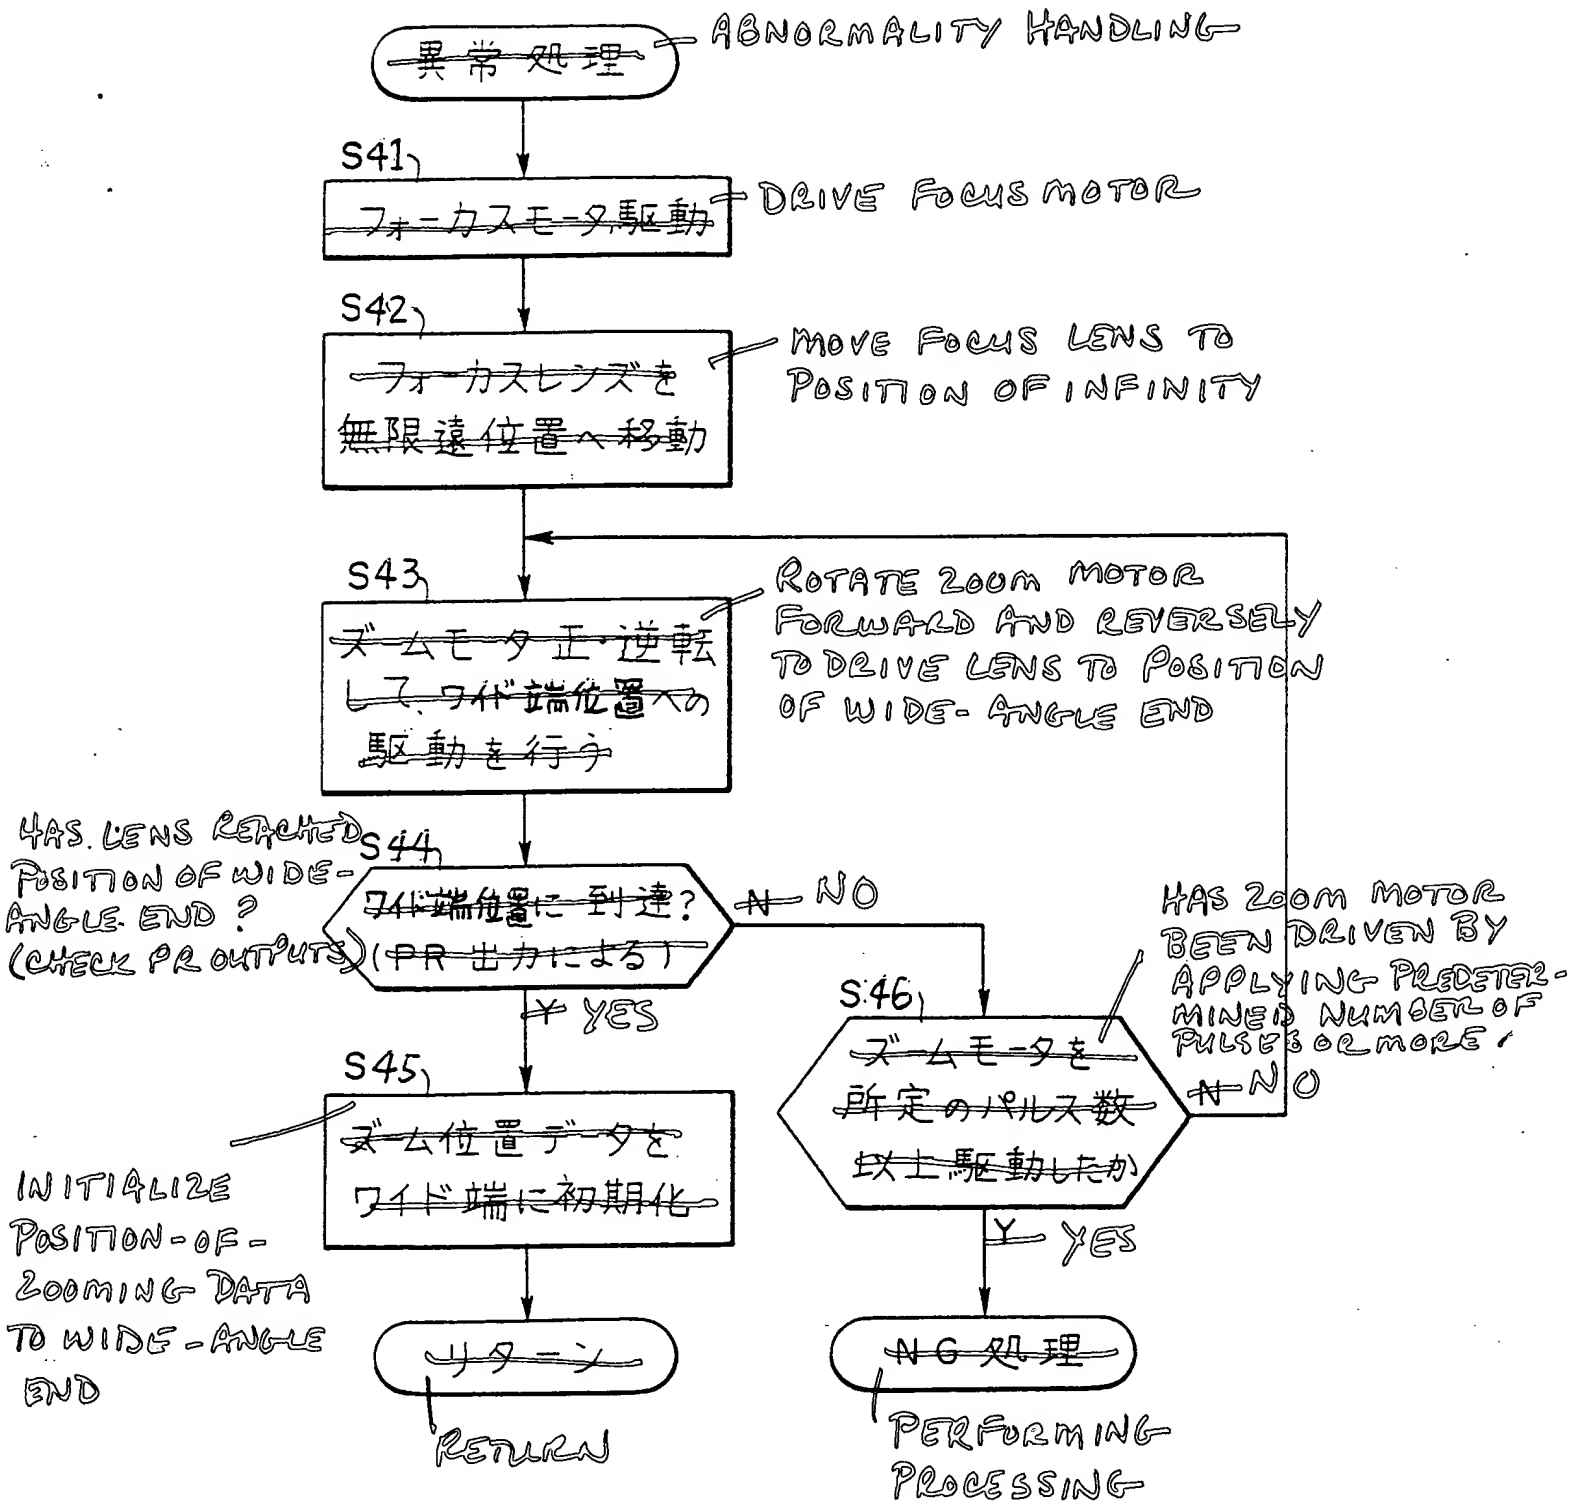 異常処理
ABNORMALITY HANDLING
S41
フォーカスモータ駆動
DRIVE FOCUS MOTOR
S42
フォーカスレンズを
無限遠位置へ移動
MOVE FOCUS LENS TO
POSITION OF INFINITY
S43
ズームモータ正・逆転
して、ワイド端位置への
駆動を行う
ROTATE ZOOM MOTOR
FORWARD AND REVERSELY
TO DRIVE LENS TO POSITION
OF WIDE-ANGLE END
HAS LENS REACHED
POSITION OF WIDE-
ANGLE END?
(CHECK PR OUTPUTS)
S44
ワイド端位置に到達?
(PR出力による)
N NO
Y YES
HAS ZOOM MOTOR
BEEN DRIVEN BY
APPLYING PREDETER-
MINED NUMBER OF
PULSES OR MORE
S46
ズームモータを
所定のパルス数
以上駆動したか
N NO
Y YES
S45
ズーム位置データを
ワイド端に初期化
INITIALIZE
POSITION-OF-
ZOOMING DATA
TO WIDE-ANGLE
END
リターン
RETURN
NG処理
PERFORMING
PROCESSING